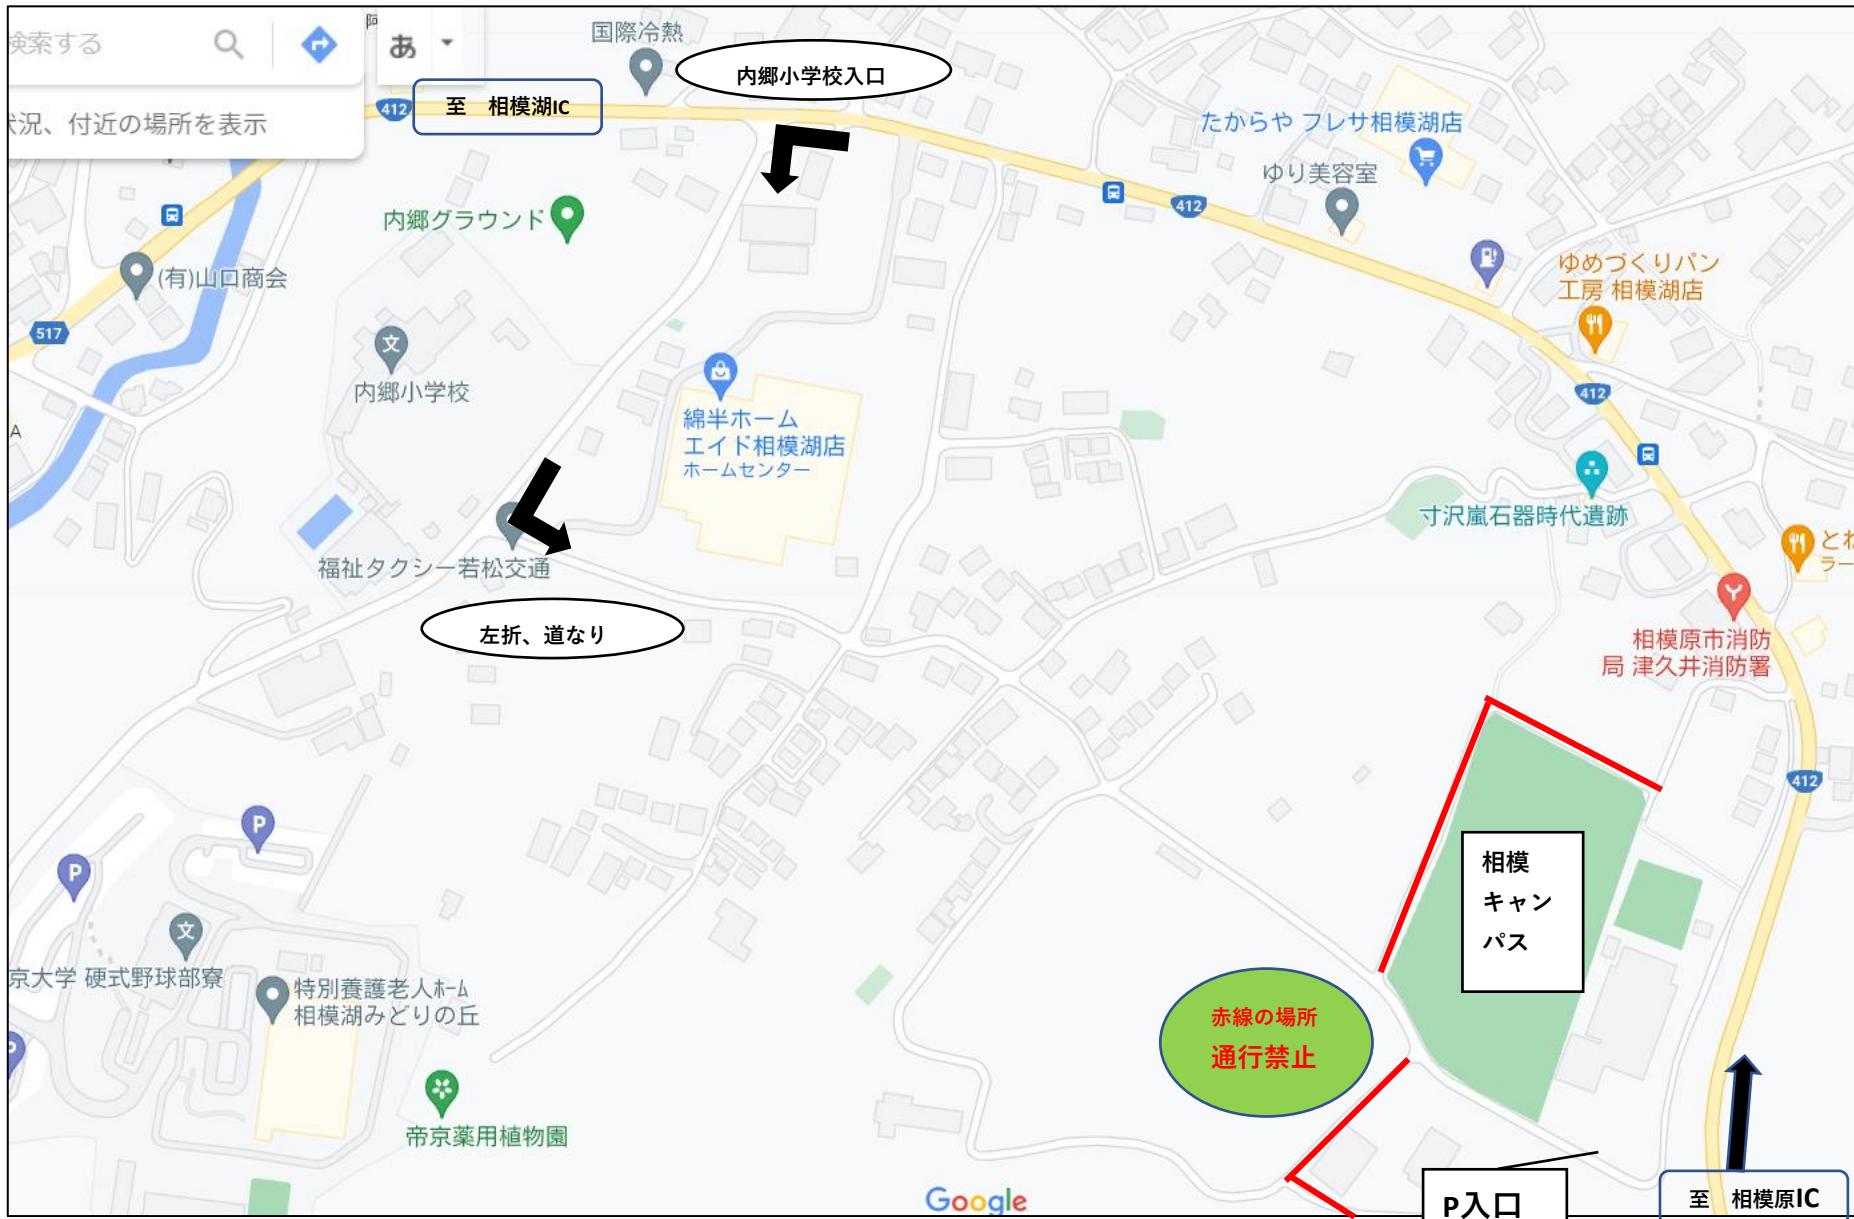 検索する
あ
国際冷熱
内郷小学校入口
412
至 相模湖IC
状況、付近の場所を表示
たからや フレサ相模湖店
ゆり美容室
412
内郷グラウンド
(有)山口商会
ゆめづくりパン
工房 相模湖店
517
文
内郷小学校
412
綿半ホーム
エイド相模湖店
ホームセンター
A
寸沢嵐石器時代遺跡
ラー
福祉タクシー若松交通
左折、道なり
相模原市消防
局 津久井消防署
412
P
P
相模
キャン
パス
文
京大学 硬式野球部寮
特別養護老人ホーム
相模湖みどりの丘
赤線の場所
通行禁止
P
帝京薬用植物園
Google
P入口
至 相模原IC